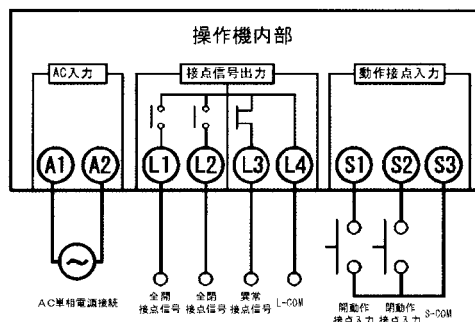 操作機内部
AC入力
接点信号出力
動作接点入力
A1
A2
L1
L2
L3
L4
S1
S2
S3
AC単相電源接続
全開
接点信号
全閉
接点信号
異常
接点信号
L-COM
開動作
接点入力
閉動作
接点入力
S-COM